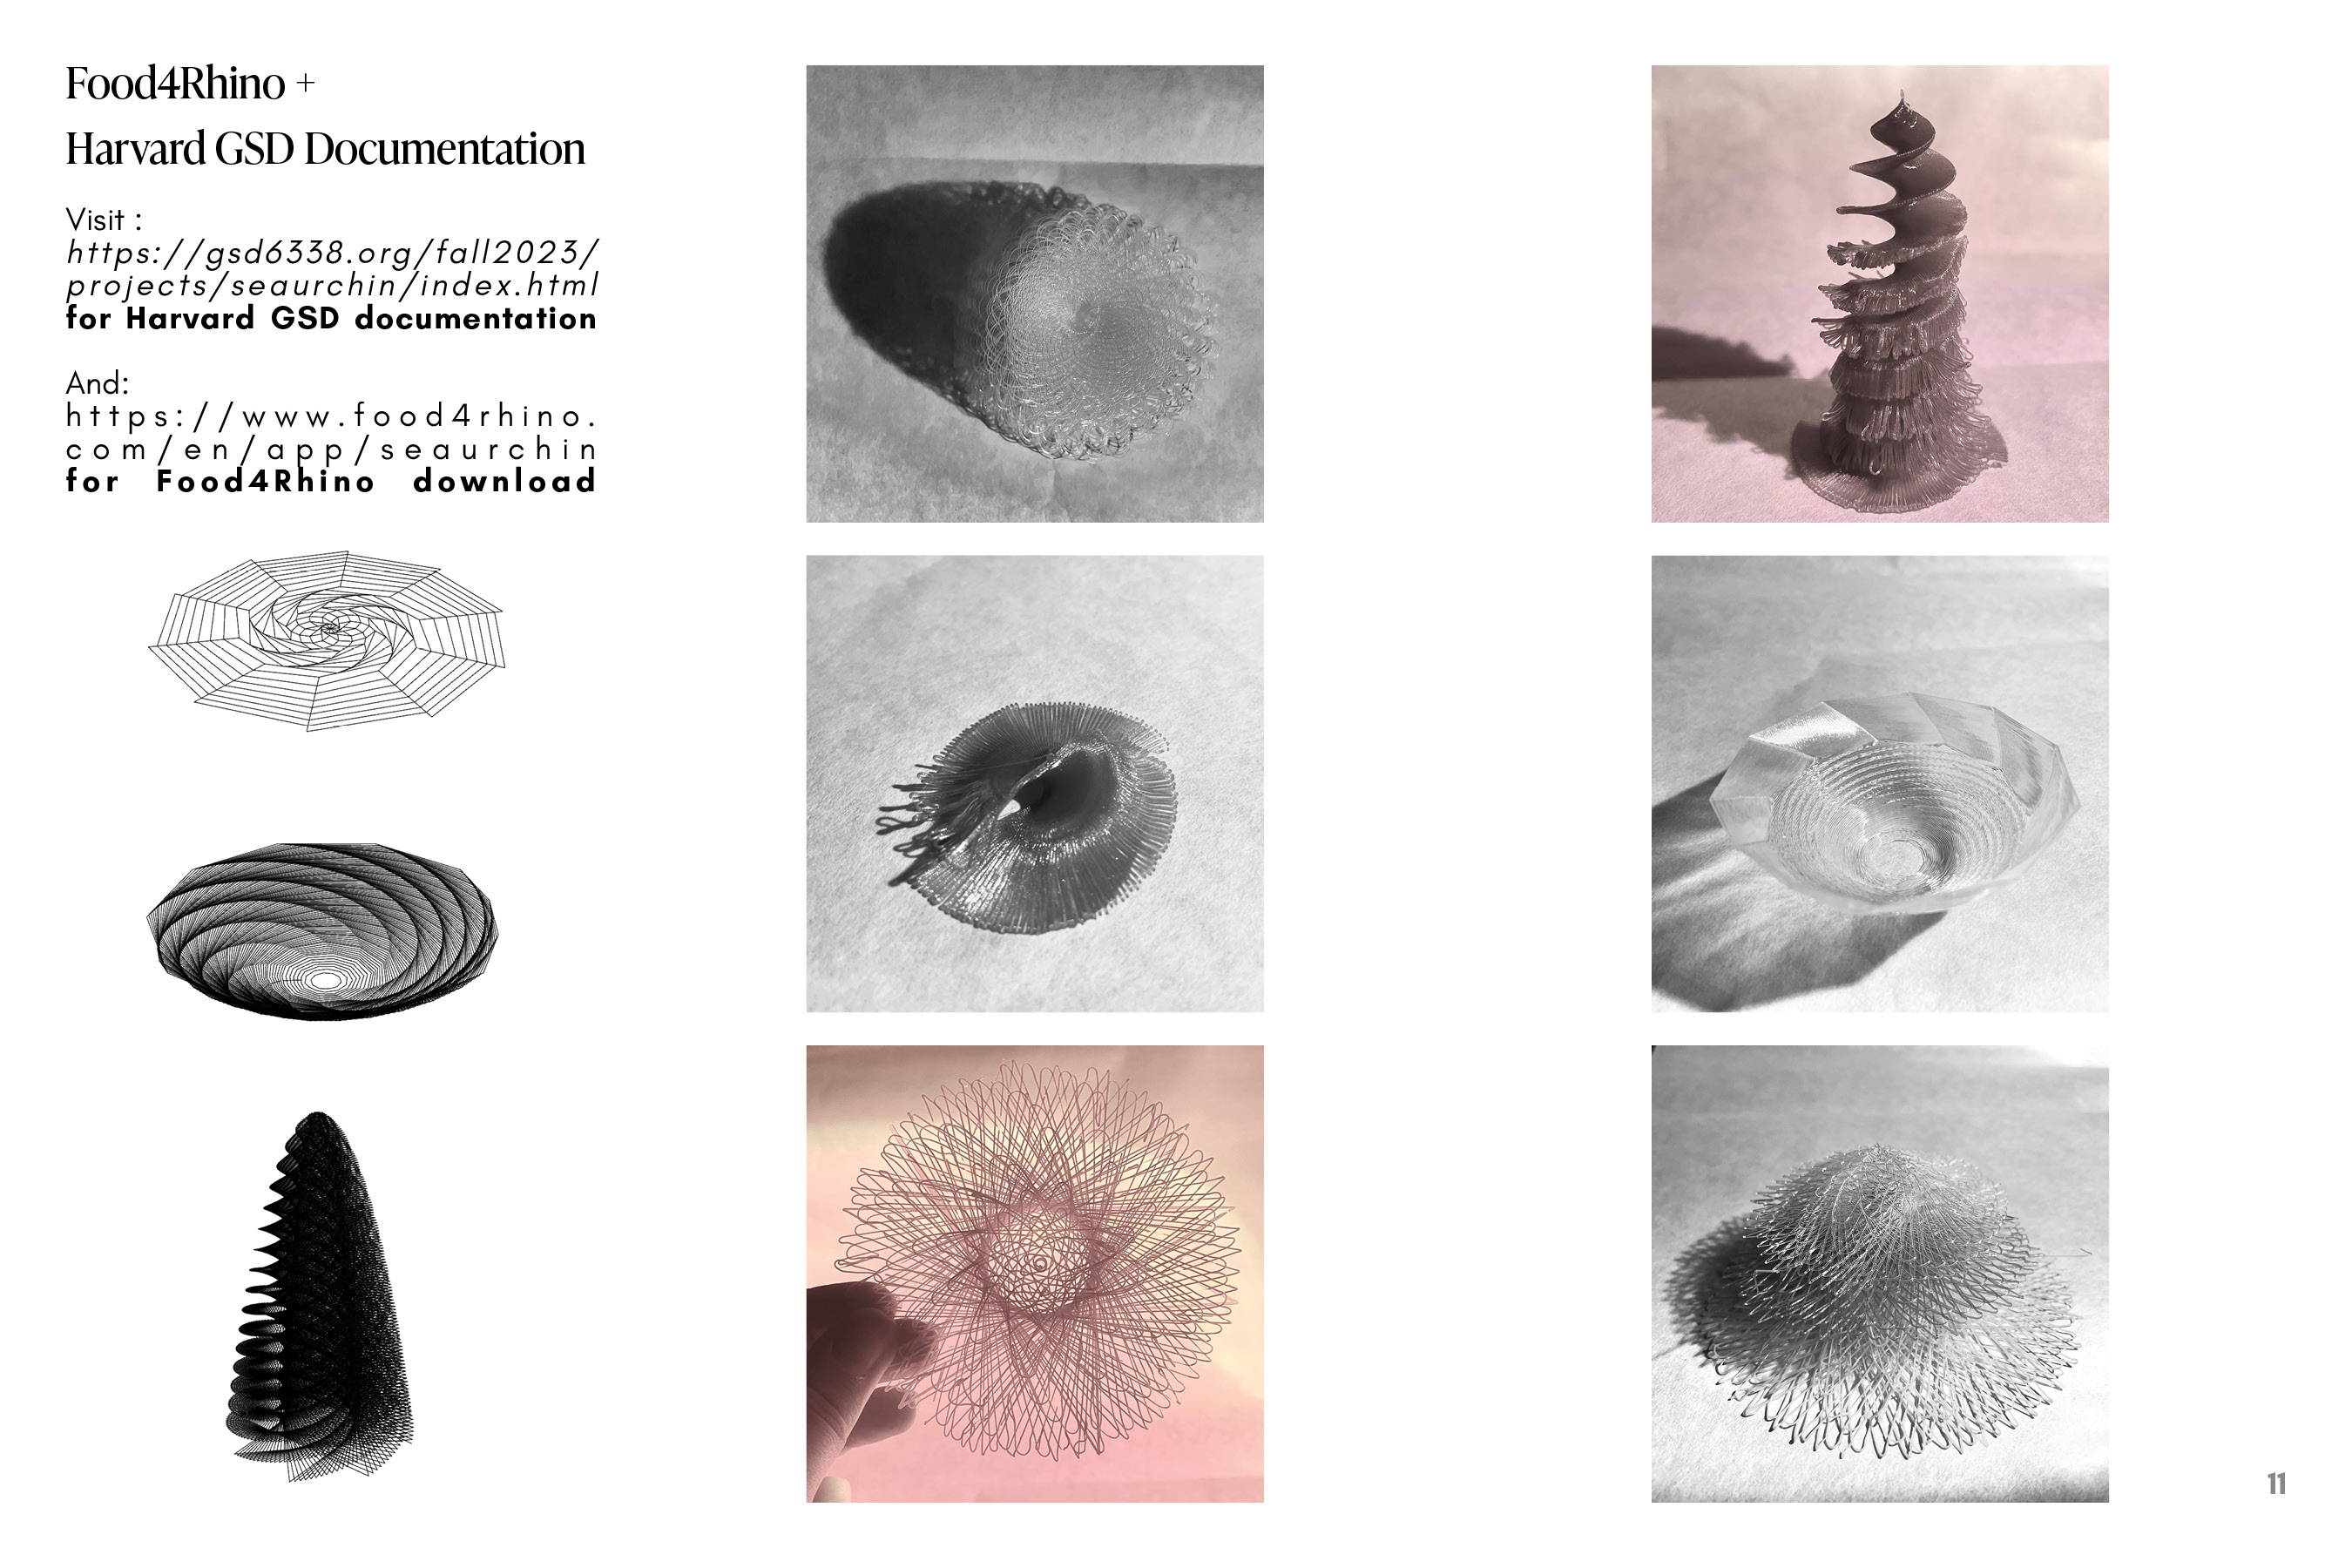 Food4Rhino +
Harvard GSD Documentation
Visit :
https://gsd6338.org/fall2023/
projects/seaurchin/index.html
for Harvard GSD documentation
And:
https://www.food4rhino.
com/en/app/seaurchin
for Food4Rhino download
11